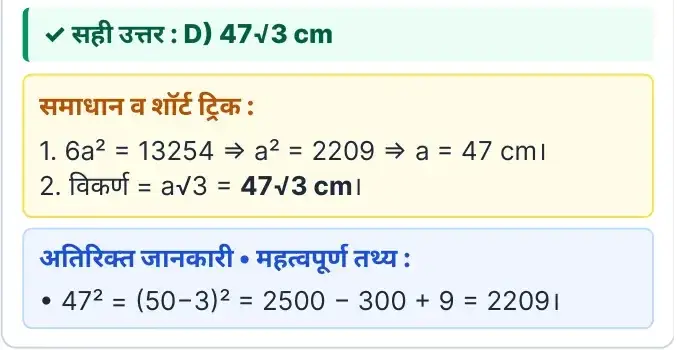 ✓ सही उत्तर : D) 47√3 cm
समाधान व शॉर्ट ट्रिक :
1. 6a² = 13254 ⇒ a² = 2209 ⇒ a = 47 cm।
2. विकर्ण = a√3 = 47√3 cm।
अतिरिक्त जानकारी • महत्वपूर्ण तथ्य :
• 47² = (50−3)² = 2500 − 300 + 9 = 2209।